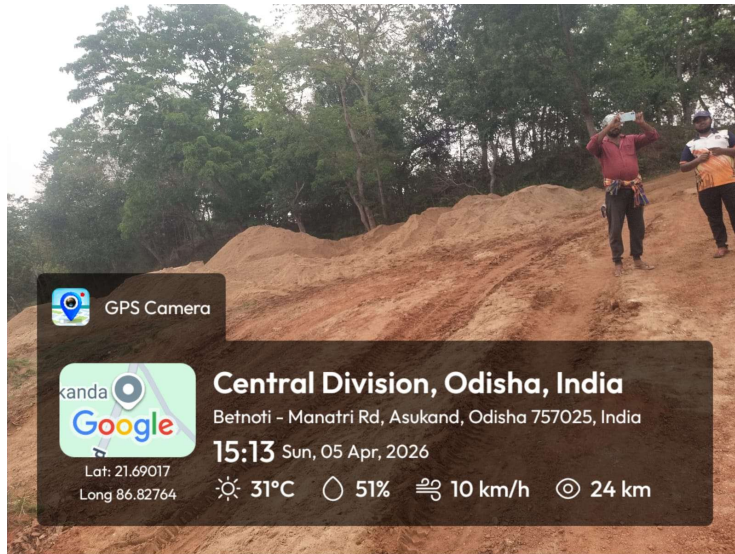 GPS Camera
kanda
Google
Lat: 21.69017
Long 86.82764
Central Division, Odisha, India
Betnoti - Manatri Rd, Asukand, Odisha 757025, India
15:13 Sun, 05 Apr, 2026
31°C 51% 10 km/h 24 km